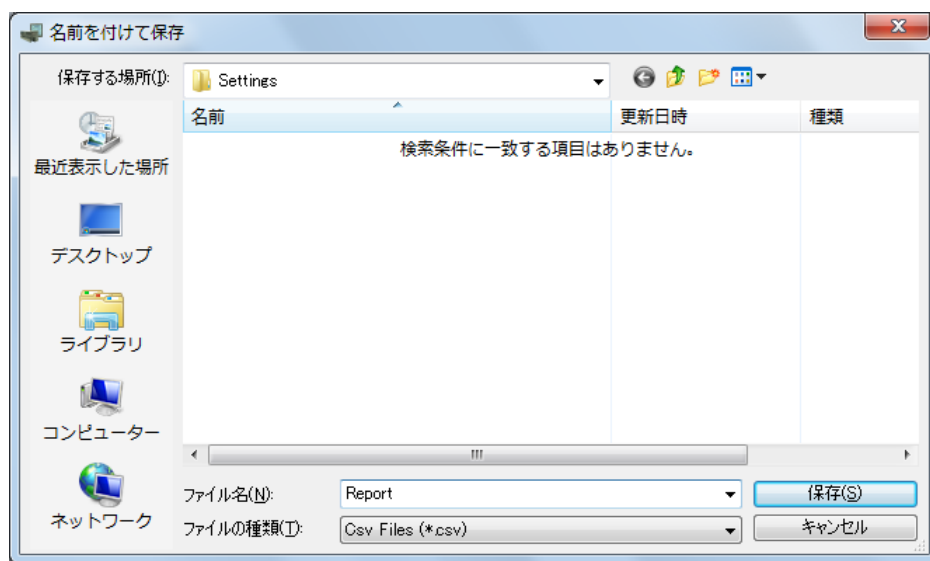 名前を付けて保存
保存する場所(I):
Settings
名前
更新日時
種類
検索条件に一致する項目はありません。
最近表示した場所
デスクトップ
ライブラリ
コンピューター
ネットワーク
ファイル名(N):
Report
保存(S)
ファイルの種類(T):
Csv Files (*.csv)
キャンセル